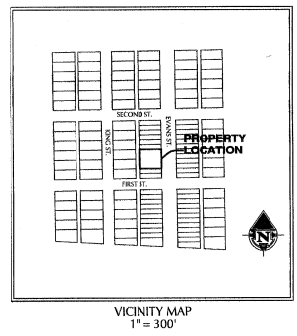 SECOND ST.
KING ST.
EVANS ST.
PROPERTY
LOCATION
FIRST ST.
N
VICINITY MAP
1" = 300'